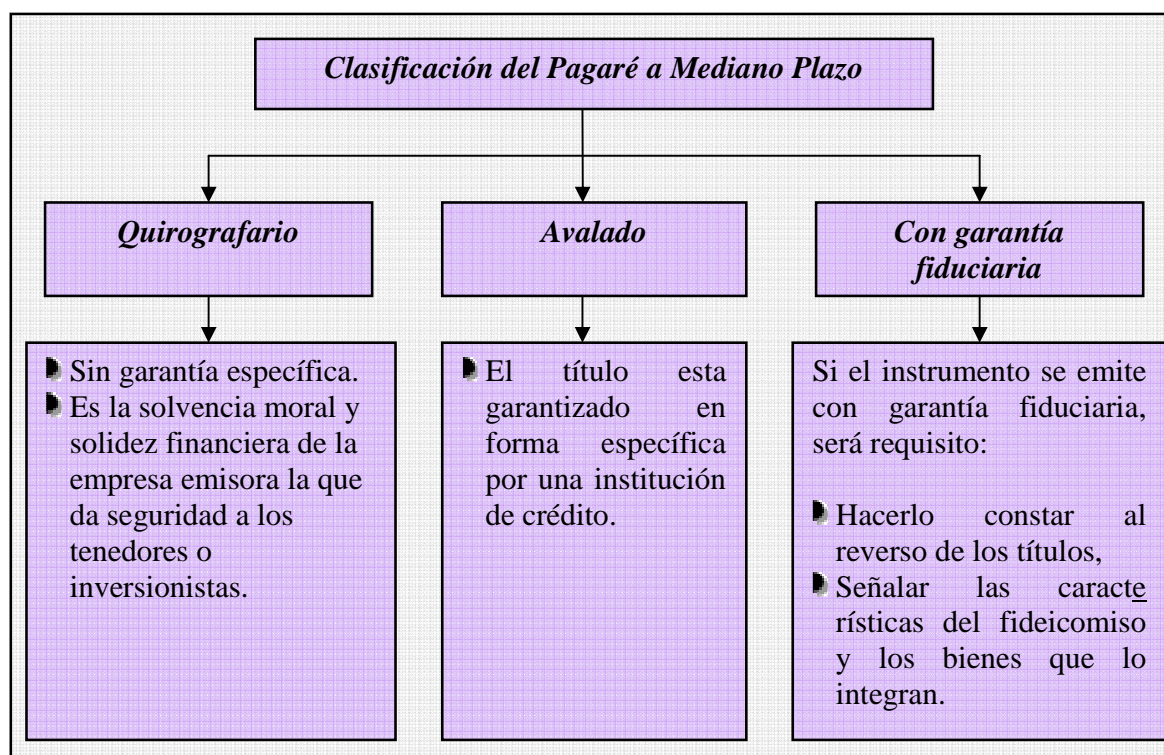 Clasificación del Pagaré a Mediano Plazo
Quirografario
Avalado
Con garantía
fiduciaria
Sin garantía específica.
Es la solvencia moral y
solidez financiera de la
empresa emisora la que
da seguridad a los
tenedores o
inversionistas.
El título esta
garantizado en
forma específica
por una institución
de crédito.
Si el instrumento se emite
con garantía fiduciaria,
será requisito:
Hacerlo constar al
reverso de los títulos,
Señalar las caracte
rísticas del fideicomiso
y los bienes que lo
integran.